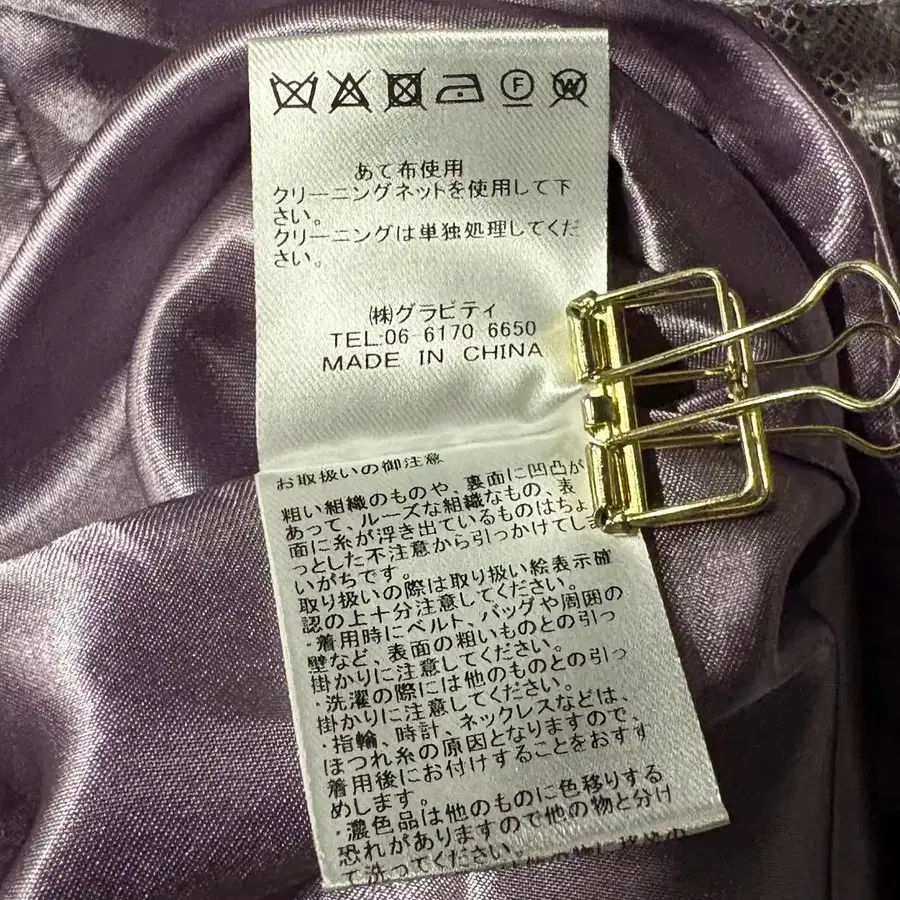 F W
あて布使用
クリーニングネットを使用して下
さい。
クリーニングは単独処理してくだ
さい。
㈱グラビティ
TEL:06-6170-6650
MADE IN CHINA
お取扱いの御注意
粗い組織のものや、裏面に凹凸が
あって、ルーズな組織なもの、表
面に糸が浮き出ているものはちょ
っとした不注意から引っかけてしま
いがちです。
取り扱いの際は取り扱い絵表示確
認の上十分注意してください。
・着用時にベルト、バッグや周囲の
壁など、表面の粗いものとの引っ
掛かりに注意してください。
・洗濯の際には他のものとの引っ
掛かりに注意してください。
・指輪、時計、ネックレスなどは、
ほつれ糸の原因となりますので、
着用後にお付けすることをおすす
めします。
・濃色品は他のものに色移りする
恐れがありますので他の物と分け
て洗ってください。